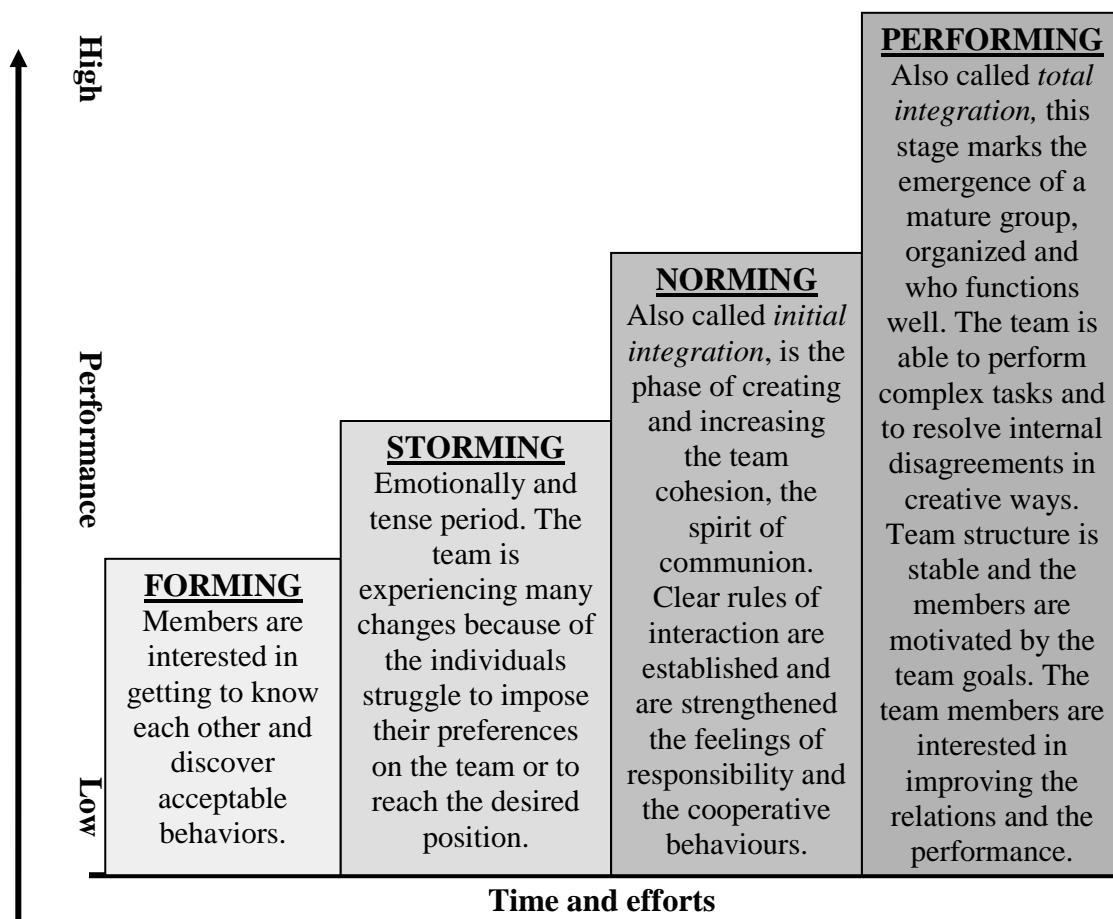 High
Performance
Low
FORMING
Members are
interested in
getting to know
each other and
discover
acceptable
behaviors.
STORMING
Emotionally and
tense period. The
team is
experiencing many
changes because of
the individuals
struggle to impose
their preferences
on the team or to
reach the desired
position.
NORMING
Also called initial
integration, is the
phase of creating
and increasing
the team
cohesion, the
spirit of
communion.
Clear rules of
interaction are
established and
are strengthened
the feelings of
responsibility and
the cooperative
behaviours.
PERFORMING
Also called total
integration, this
stage marks the
emergence of a
mature group,
organized and
who functions
well. The team is
able to perform
complex tasks and
to resolve internal
disagreements in
creative ways.
Team structure is
stable and the
members are
motivated by the
team goals. The
team members are
interested in
improving the
relations and the
performance.
Time and efforts